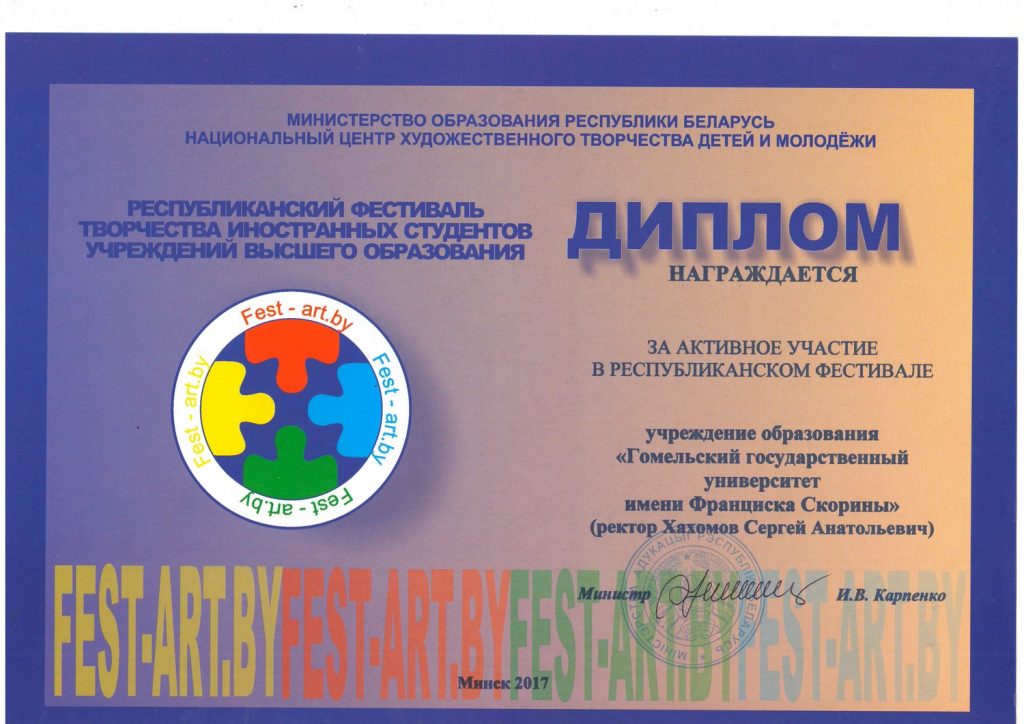 МИНИСТЕРСТВО ОБРАЗОВАНИЯ РЕСПУБЛИКИ БЕЛАРУСЬ
НАЦИОНАЛЬНЫЙ ЦЕНТР ХУДОЖЕСТВЕННОГО ТВОРЧЕСТВА ДЕТЕЙ И МОЛОДЁЖИ
РЕСПУБЛИКАНСКИЙ ФЕСТИВАЛЬ
ТВОРЧЕСТВА ИНОСТРАННЫХ СТУДЕНТОВ
УЧРЕЖДЕНИЙ ВЫСШЕГО ОБРАЗОВАНИЯ
Fest - art.by
Fest - art.by
Fest - art.by
Fest - art.by
ДИПЛОМ
НАГРАЖДАЕТСЯ
ЗА АКТИВНОЕ УЧАСТИЕ
В РЕСПУБЛИКАНСКОМ ФЕСТИВАЛЕ
учреждение образования
«Гомельский государственный
университет
имени Франциска Скорины»
(ректор Хахомов Сергей Анатольевич)
Министр И.В. Карпенко
FEST-ART.BY FEST-ART.BY FEST-ART.BY FEST-ART.BY
Минск 2017